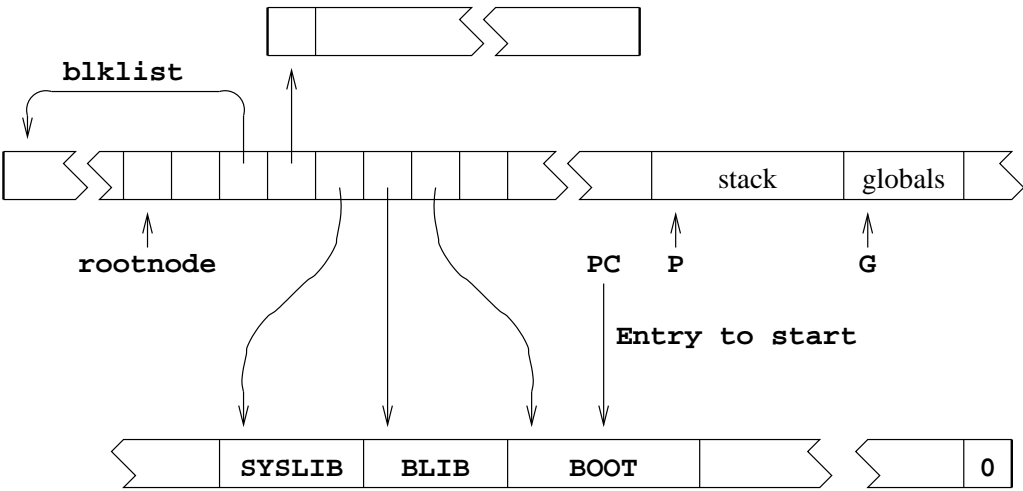 blklist
stack globals
rootnode PC P G
Entry to start
SYSLIB BLIB BOOT 0